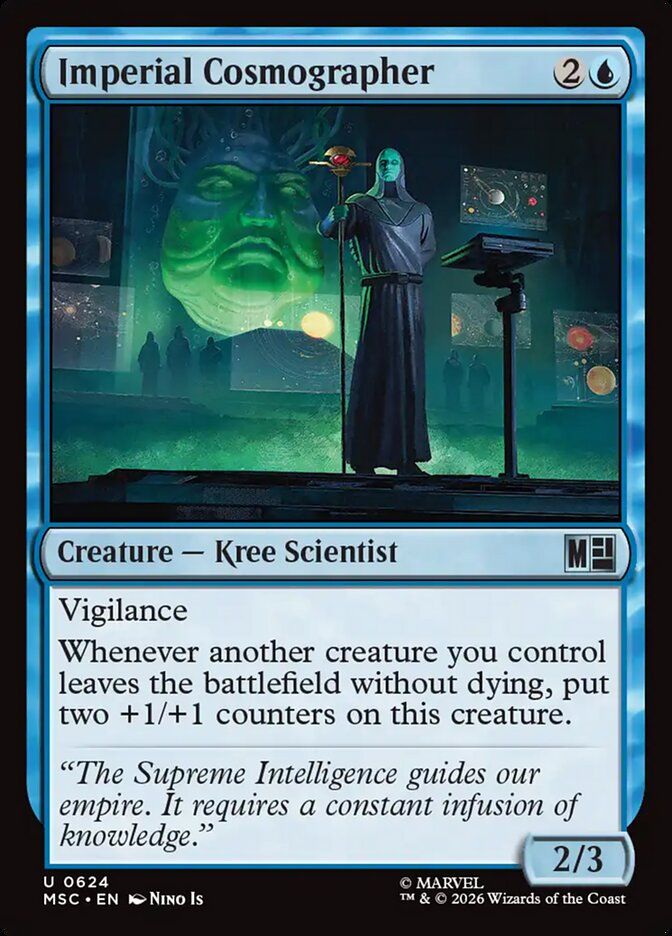 Imperial Cosmographer 2
Creature — Kree Scientist
M
Vigilance
Whenever another creature you control
leaves the battlefield without dying, put
two +1/+1 counters on this creature.
“The Supreme Intelligence guides our
empire. It requires a constant infusion of
knowledge.”
2/3
U 0624
MSC • EN Nino Is
© MARVEL
™ & © 2026 Wizards of the Coast